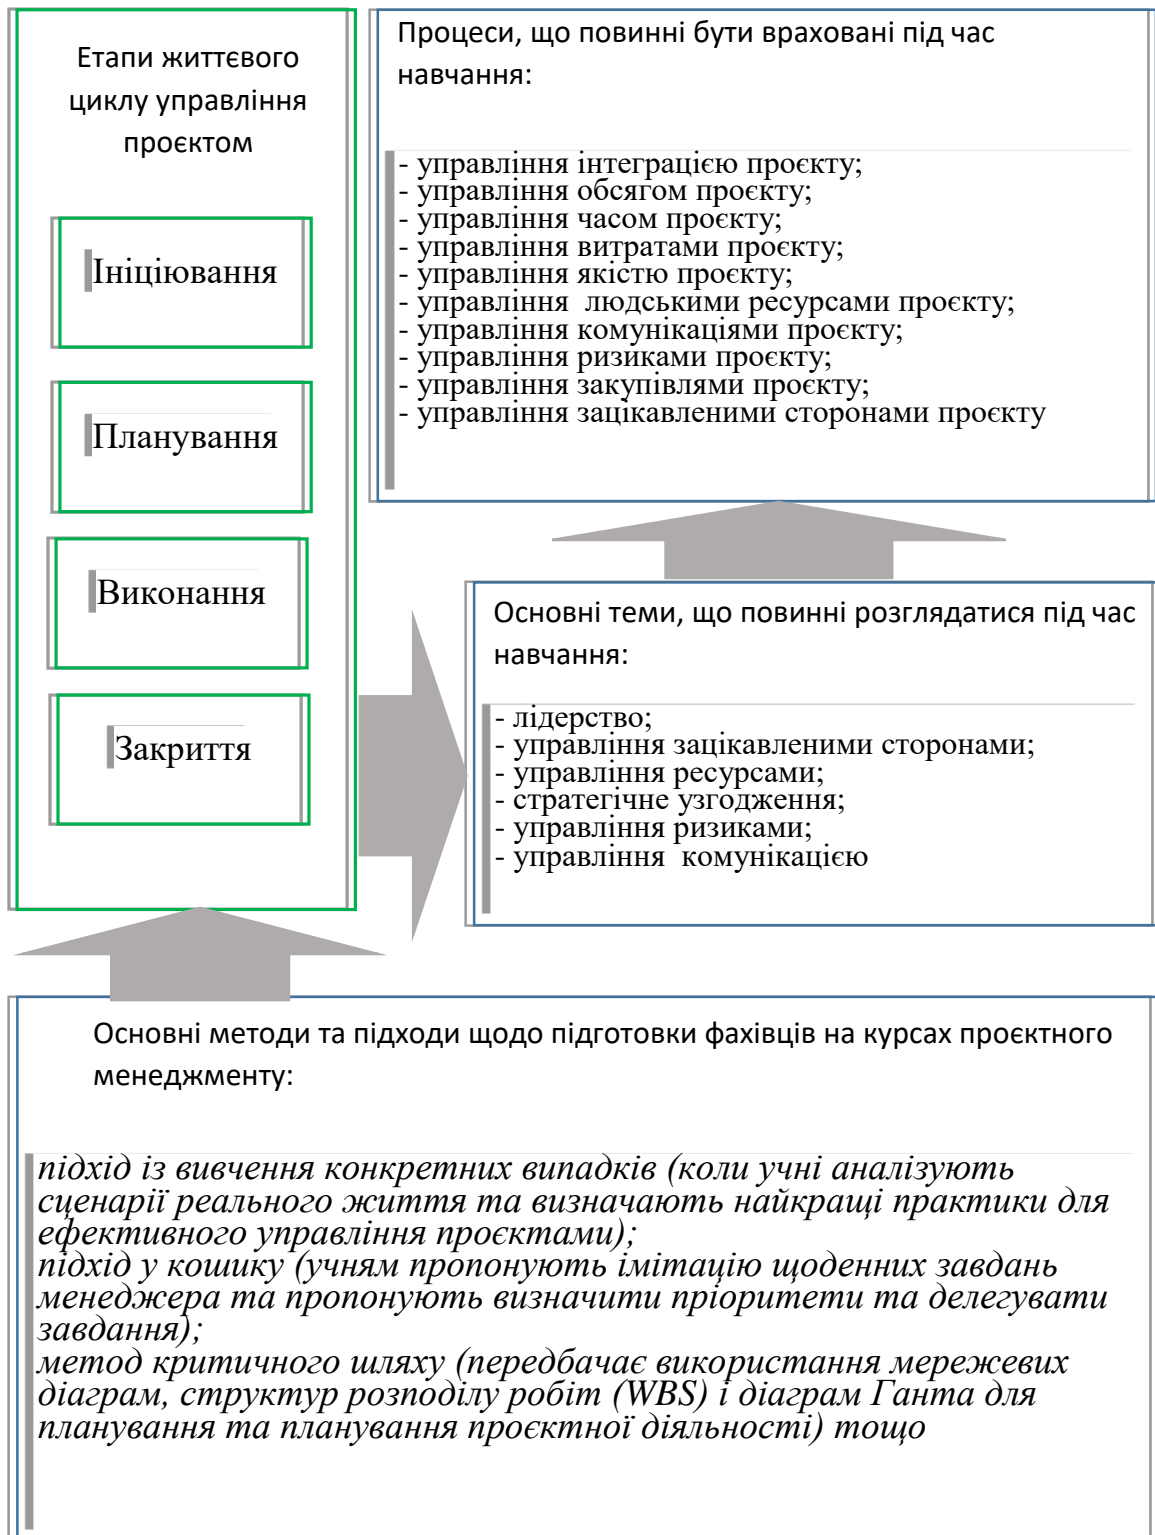 Етапи життєвого
циклу управління
проєктом
Ініціювання
Планування
Виконання
Закриття
Процеси, що повинні бути враховані під час
навчання:
- управління інтеграцією проєкту;
- управління обсягом проєкту;
- управління часом проєкту;
- управління витратами проєкту;
- управління якістю проєкту;
- управління  людськими ресурсами проєкту;
- управління комунікаціями проєкту;
- управління ризиками проєкту;
- управління закупівлями проєкту;
- управління зацікавленими сторонами проєкту
Основні теми, що повинні розглядатися під час
навчання:
- лідерство;
- управління зацікавленими сторонами;
- управління ресурсами;
- стратегічне узгодження;
- управління ризиками;
- управління  комунікацією
Основні методи та підходи щодо підготовки фахівців на курсах проєктного
менеджменту:
підхід із вивчення конкретних випадків (коли учні аналізують
сценарії реального життя та визначають найкращі практики для
ефективного управління проєктами);
підхід у кошику (учням пропонують імітацію щоденних завдань
менеджера та пропонують визначити пріоритети та делегувати
завдання);
метод критичного шляху (передбачає використання мережевих
діаграм, структур розподілу робіт (WBS) і діаграм Ганта для
планування та планування проєктної діяльності) тощо